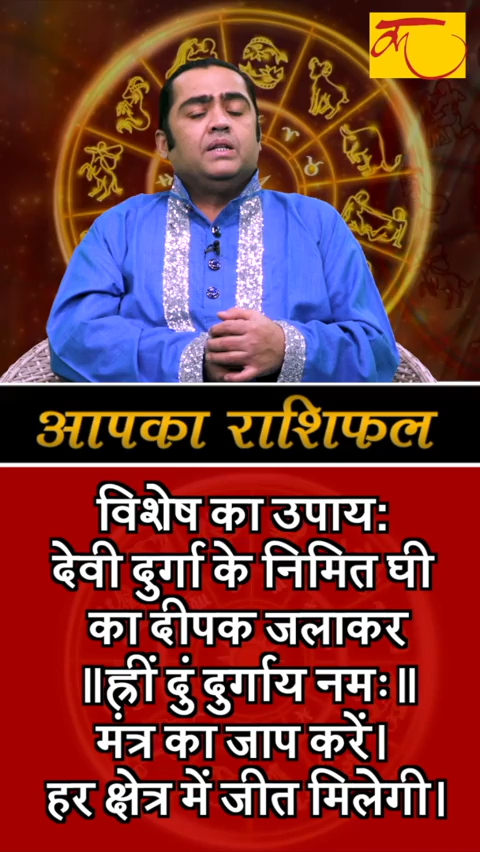 आपका राशिफल
विशेष का उपाय:
देवी दुर्गा के निमित घी
का दीपक जलाकर
॥ह्रीं दुं दुर्गाय नमः॥
मंत्र का जाप करें।
हर क्षेत्र में जीत मिलेगी।